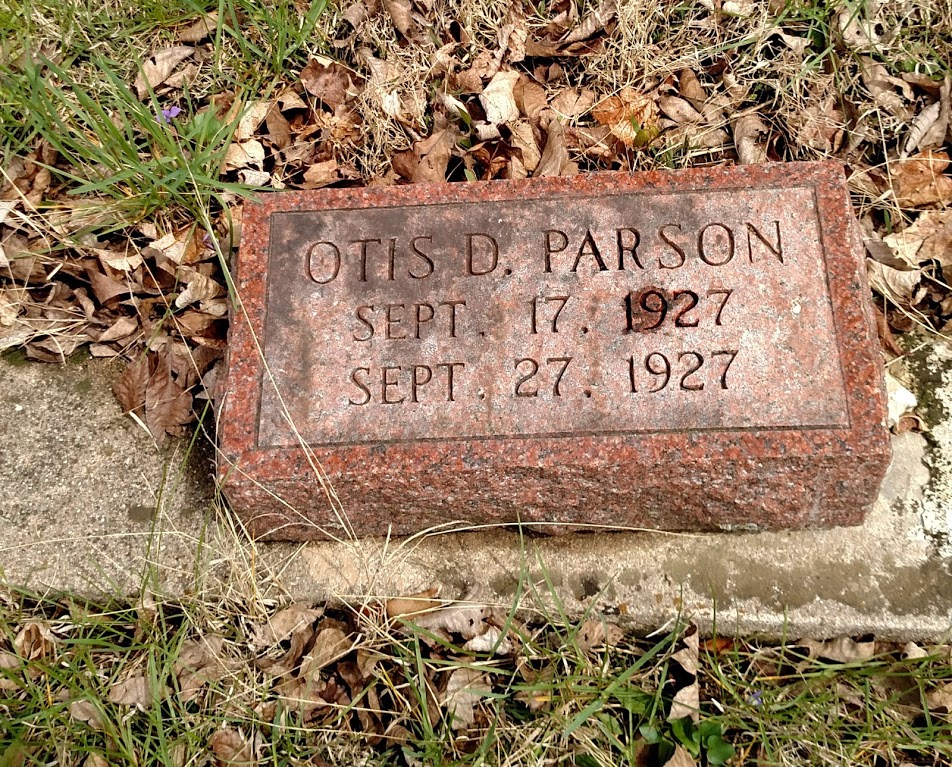 OTIS D. PARSON
SEPT. 17. 1927
SEPT. 27. 1927